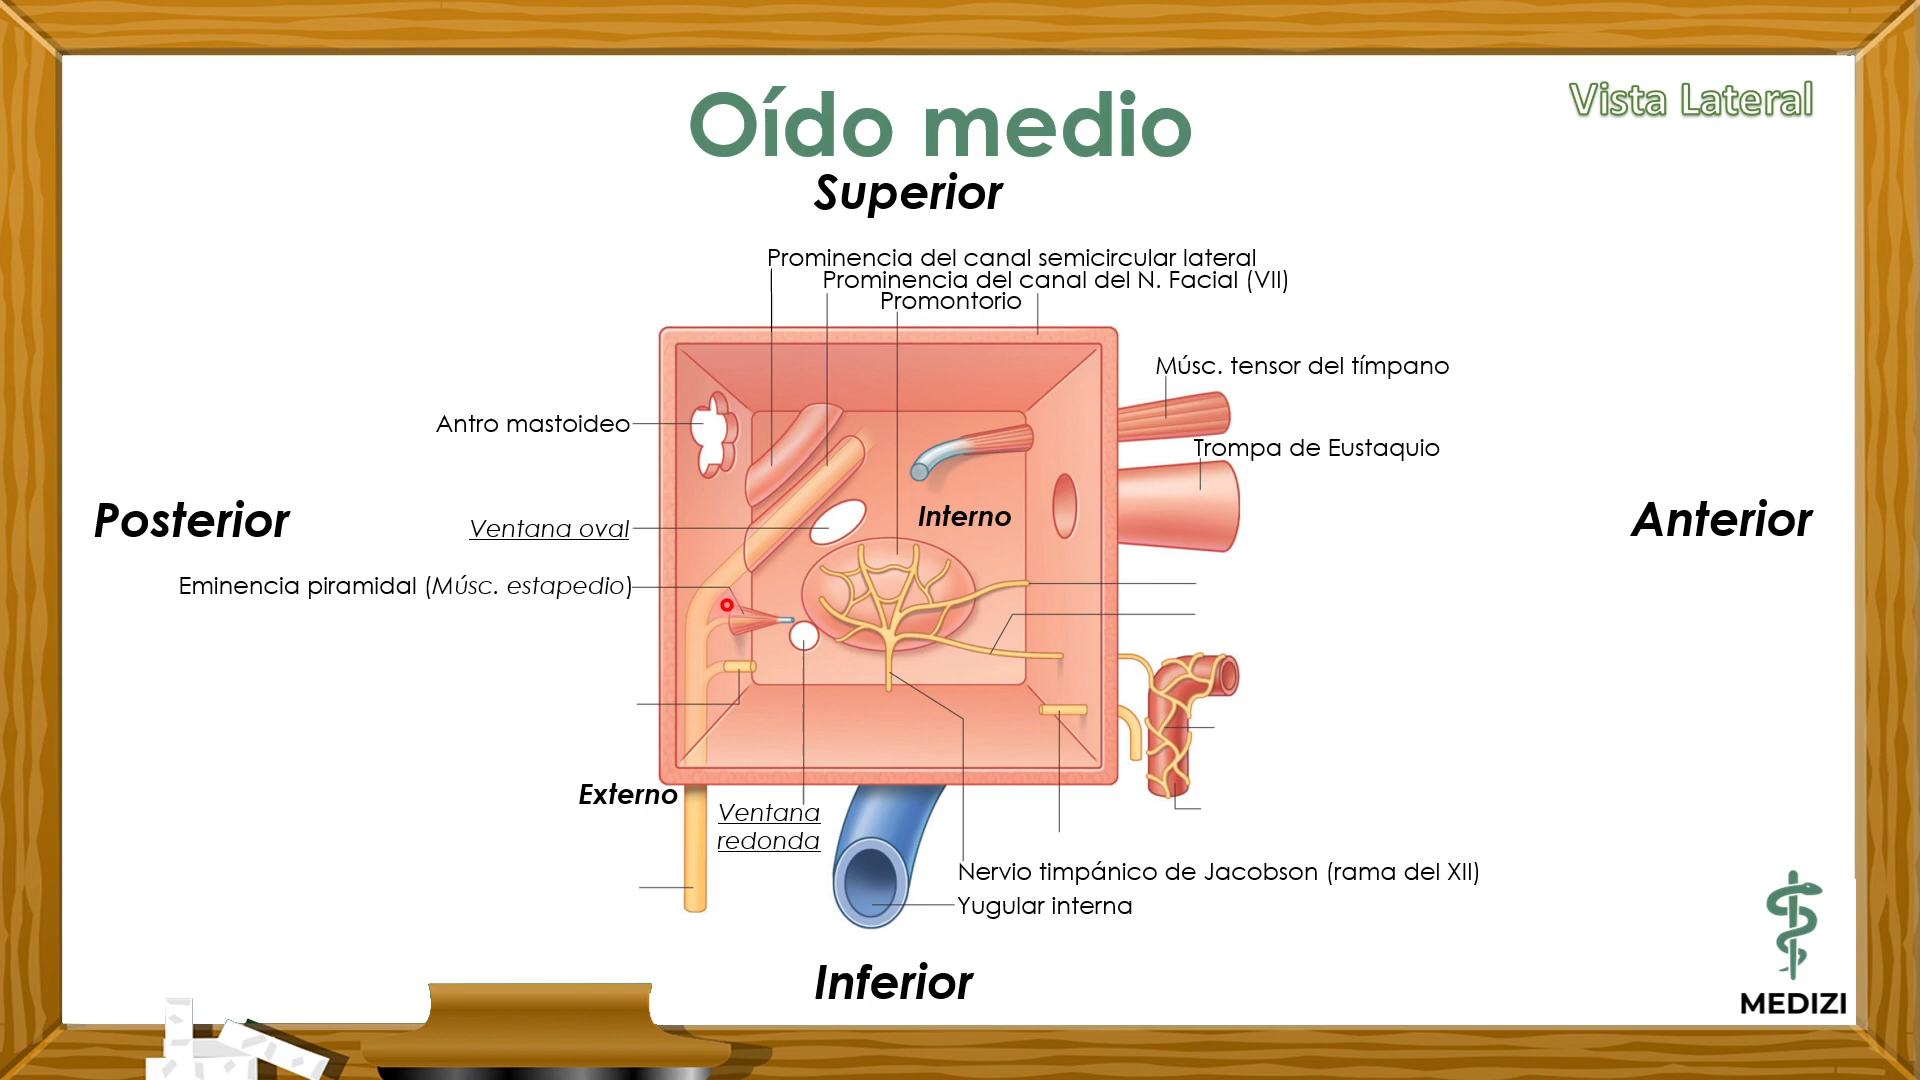 Oído medio
Vista Lateral
Superior
Prominencia del canal semicircular lateral
Prominencia del canal del N. Facial (VII)
Promontorio
Músc. tensor del tímpano
Antro mastoideo
Trompa de Eustaquio
Posterior
Ventana oval
Interno
Anterior
Eminencia piramidal (Músc. estapedio)
Externo
Ventana
redonda
Nervio timpánico de Jacobson (rama del XII)
Yugular interna
Inferior
MEDIZI